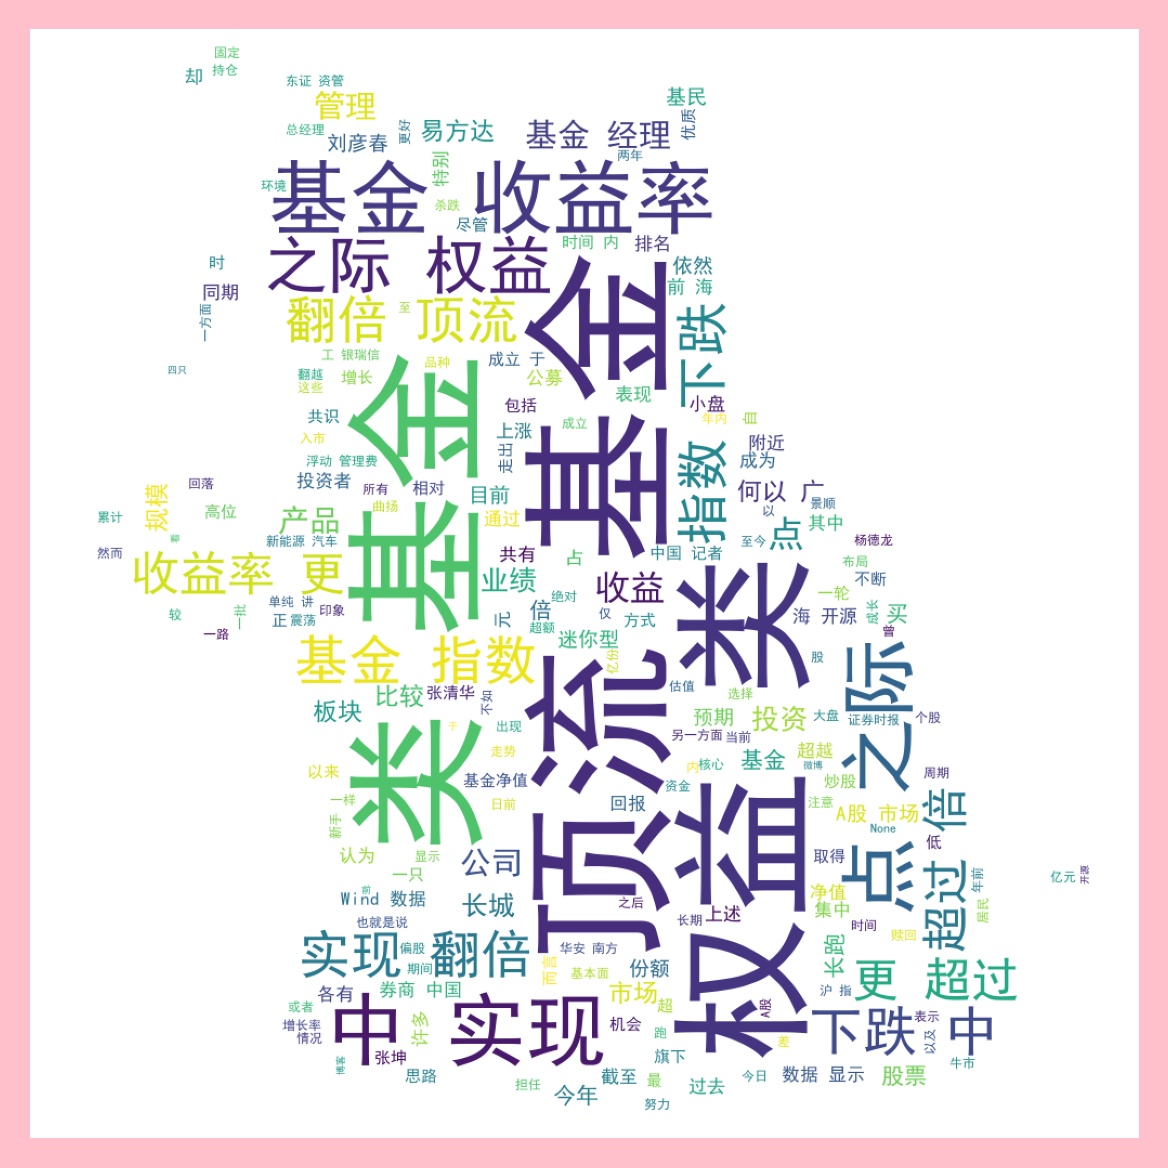 固定
却
持仓
东证 资管
管理
基民
总经理
刘彦春
更好
易方达
基金 经理
优质
两年
特别
环境
基金 收益率
杀跌
尽管
时间 内
排名
之际 权益
依然
时
前 海
同期
一方面
翻倍 顶流
至
基金
下跌
四只
工 银瑞信
品种
成立 于
翻越
增长
这些
公募
表现
基金
包括
小盘
共识
成立
年内
自
入市
上涨
走出
附近
浮动 管理费
成为
指数
投资者
所有
相对
目前
何以 广
回落
规模
累计
高位
曲扬
景顺
以
产品
通过
点
其中
看
新能源 汽车
至今
杨德龙
然而
共有
占
中国 记者
布局
收益率 更
业绩
收益
不断
单纯 讲
绝对
一轮
类
较
一批
印象
倍
仅
成长
买
正 震荡
元
超额
方式
海 开源
一路
迷你型
曾
基金 指数
亿份
股
之际
比较
张清华
不如
估值
选择
板块
类
干
出现
顶流
预期
投资
大盘
证券时报
个股
另一方面
当前
走势
超越
以来
基金净值
内
核心
基金
微博
周期
资金
炒股
权益
一样
日前
回报
注意
倍
新手
A股 市场
None
低
认为
显示
公司
取得
点
超过
一只
亿元
开源
年前
前
净值
Wind 数据
长城
之后
集中
居民
上述
也就是说
长期
时间
赎回
实现
偏股
翻倍
华安 南方
长跑
期间
而言
基本面
份额
更 超过
各有
券商 中国
市场
沪 指
或者
超
A股
中
实现
下跌
表示
中
增长率
许多
机会
情况
跑
差
以及
张坤
旗下
牛市
博客
思路
截至
最
今日
数据 显示
股票
担任
今年
过去
努力